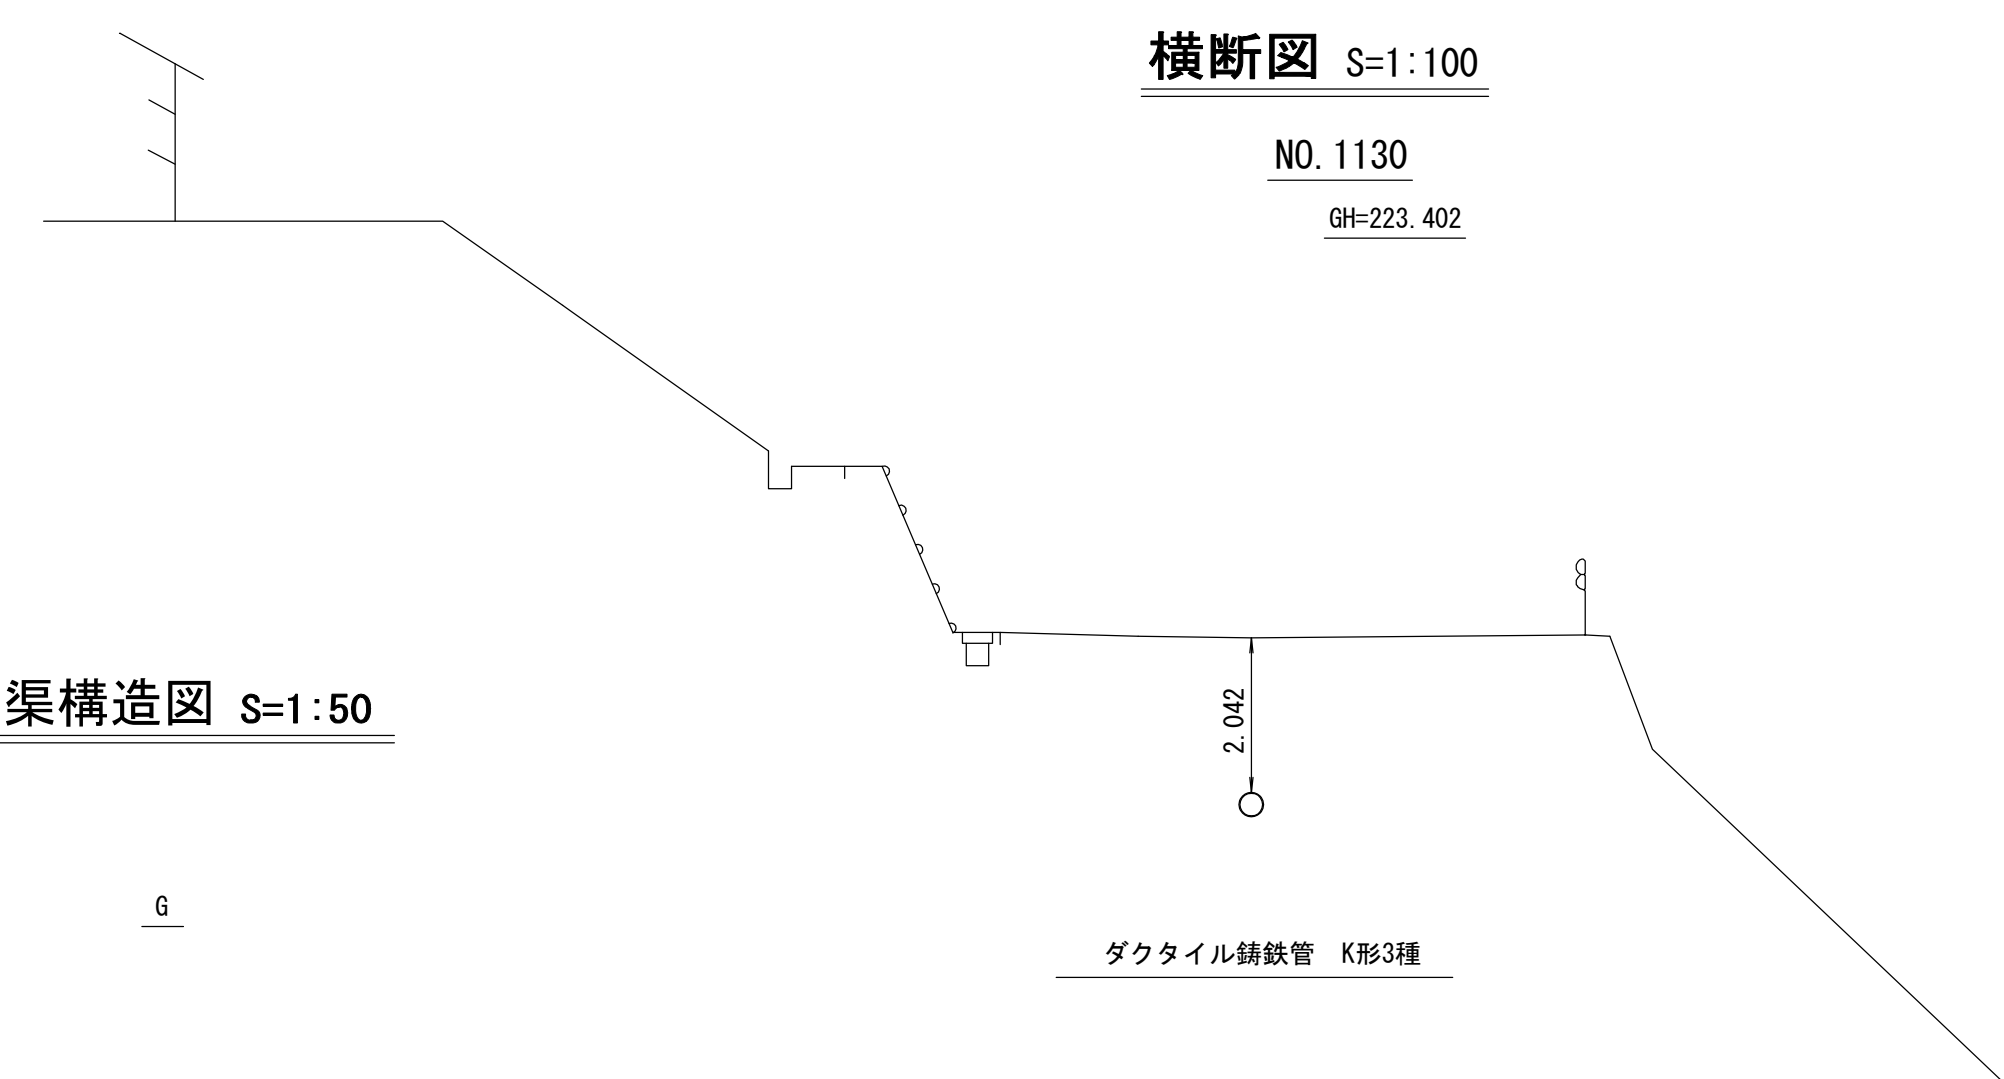 横断図 S=1:100
NO.1130
GH=223.402
渠構造図 S=1:50
2.042
G
ダクタイル鋳鉄管 K形3種